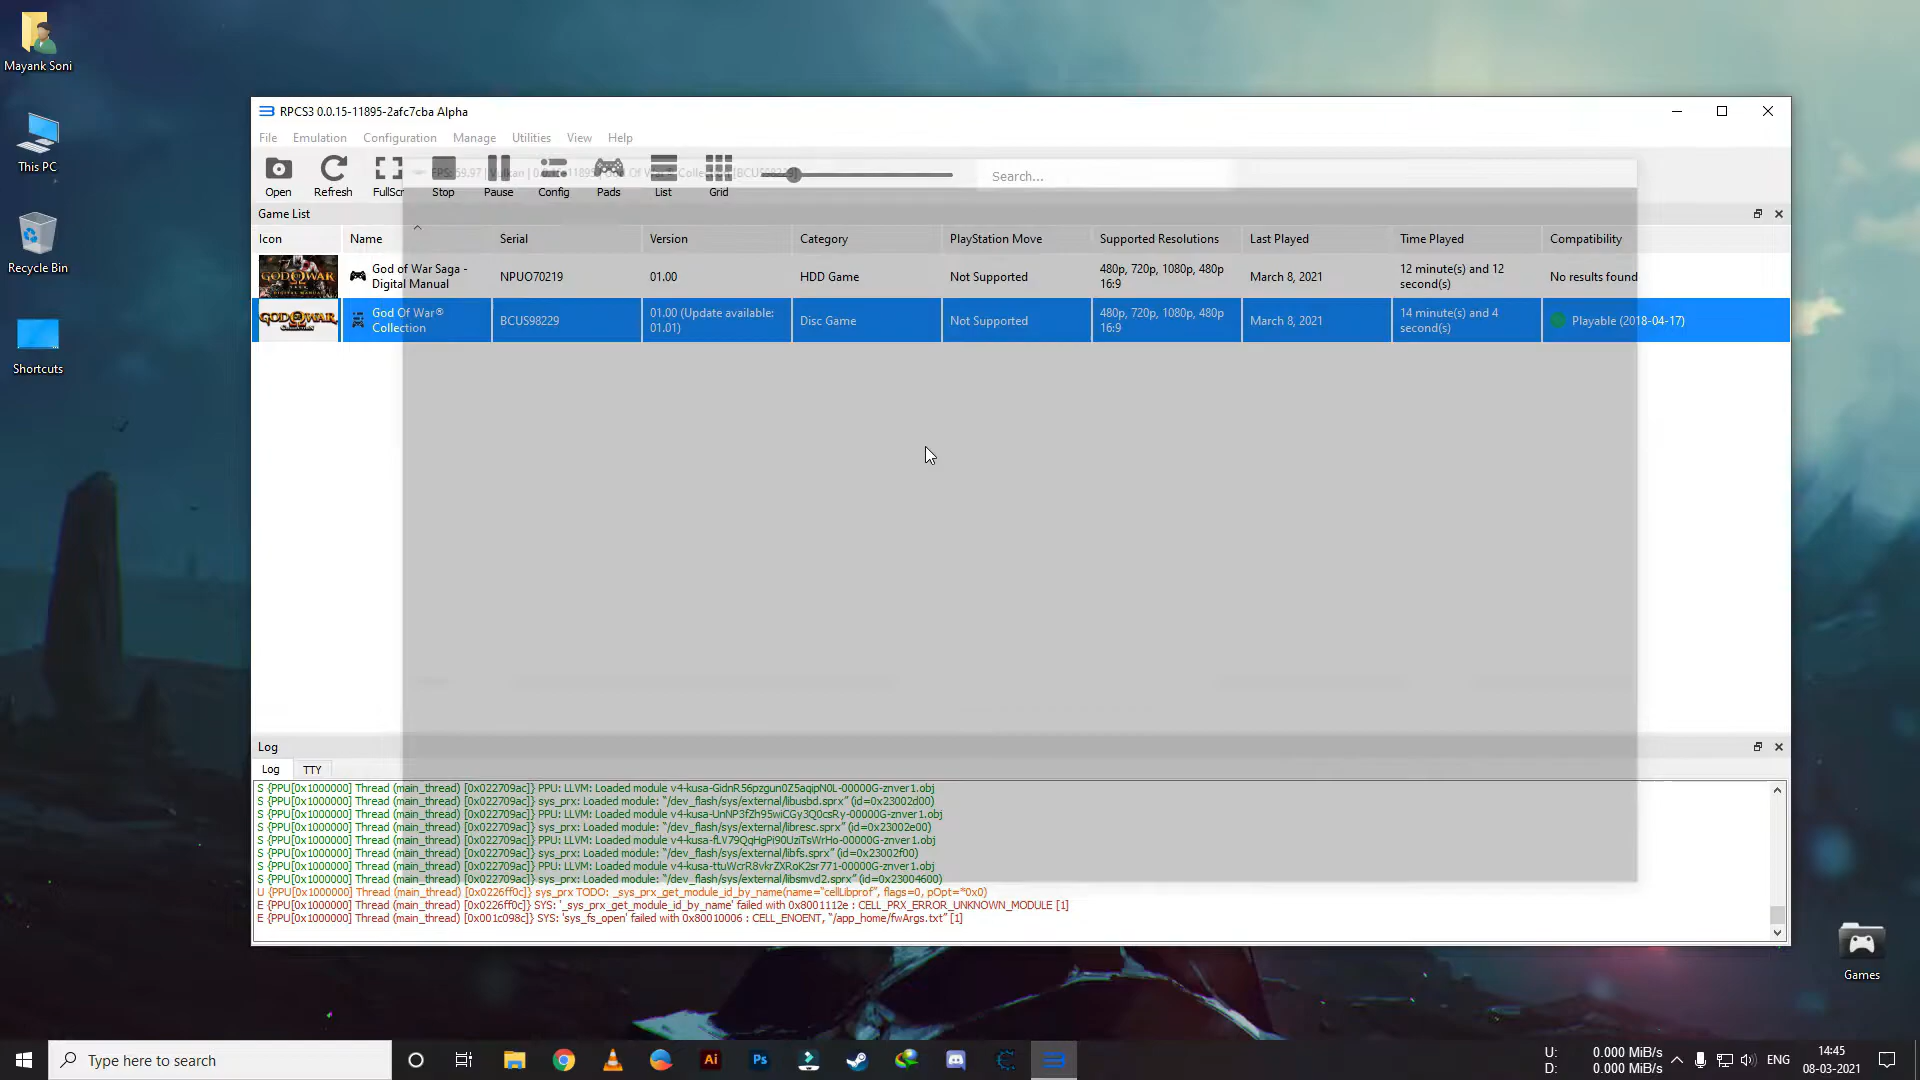 Mayank Soni
This PC
Recycle Bin
Shortcuts
RPCS3 0.0.15-11895-2afc7cba Alpha
File Emulation Configuration Manage Utilities View Help
Open Refresh FullScr Stop Pause Config Pads List Grid Search...
Game List
Icon Name Serial Version Category PlayStation Move Supported Resolutions Last Played Time Played Compatibility
God of War Saga - Digital Manual NPUO70219 01.00 HDD Game Not Supported 480p, 720p, 1080p, 480p 16:9 March 8, 2021 12 minute(s) and 12 second(s) No results found
God Of War® Collection BCUS98229 01.00 (Update available: 01.01) Disc Game Not Supported 480p, 720p, 1080p, 480p 16:9 March 8, 2021 14 minute(s) and 4 second(s) Playable (2018-04-17)
Log
Log TTY
S {PPU[0x1000000] Thread (main_thread) [0x022709ac]} PPU: LLVM: Loaded module v4-kusa-GidnR56pzgun0Z5aqipN0L-00000G-znver1.obj
S {PPU[0x1000000] Thread (main_thread) [0x022709ac]} sys_prx: Loaded module: “/dev_flash/sys/external/libusbd.sprx” (id=0x23002d00)
S {PPU[0x1000000] Thread (main_thread) [0x022709ac]} PPU: LLVM: Loaded module v4-kusa-UnNP3fZh95wiCGy3Q0csRy-00000G-znver1.obj
S {PPU[0x1000000] Thread (main_thread) [0x022709ac]} sys_prx: Loaded module: “/dev_flash/sys/external/libresc.sprx” (id=0x23002e00)
S {PPU[0x1000000] Thread (main_thread) [0x022709ac]} PPU: LLVM: Loaded module v4-kusa-fLV79QqHgPi90UziTsWrHo-00000G-znver1.obj
S {PPU[0x1000000] Thread (main_thread) [0x022709ac]} sys_prx: Loaded module: “/dev_flash/sys/external/libfs.sprx” (id=0x23002f00)
S {PPU[0x1000000] Thread (main_thread) [0x022709ac]} PPU: LLVM: Loaded module v4-kusa-ttuWcrR8vkrZXRoK2sr771-00000G-znver1.obj
S {PPU[0x1000000] Thread (main_thread) [0x022709ac]} sys_prx: Loaded module: “/dev_flash/sys/external/libsmvd2.sprx” (id=0x23004600)
U {PPU[0x1000000] Thread (main_thread) [0x0226ff0c]} sys_prx TODO: _sys_prx_get_module_id_by_name(name=“cellLibprof”, flags=0, pOpt=*0x0)
E {PPU[0x1000000] Thread (main_thread) [0x0226ff0c]} SYS: '_sys_prx_get_module_id_by_name' failed with 0x8001112e : CELL_PRX_ERROR_UNKNOWN_MODULE [1]
E {PPU[0x1000000] Thread (main_thread) [0x001c098c]} SYS: 'sys_fs_open' failed with 0x80010006 : CELL_ENOENT, “/app_home/fwArgs.txt” [1]
Games
Type here to search
Ai
Ps
U: 0.000 MiB/s
D: 0.000 MiB/s
ENG
14:45
08-03-2021